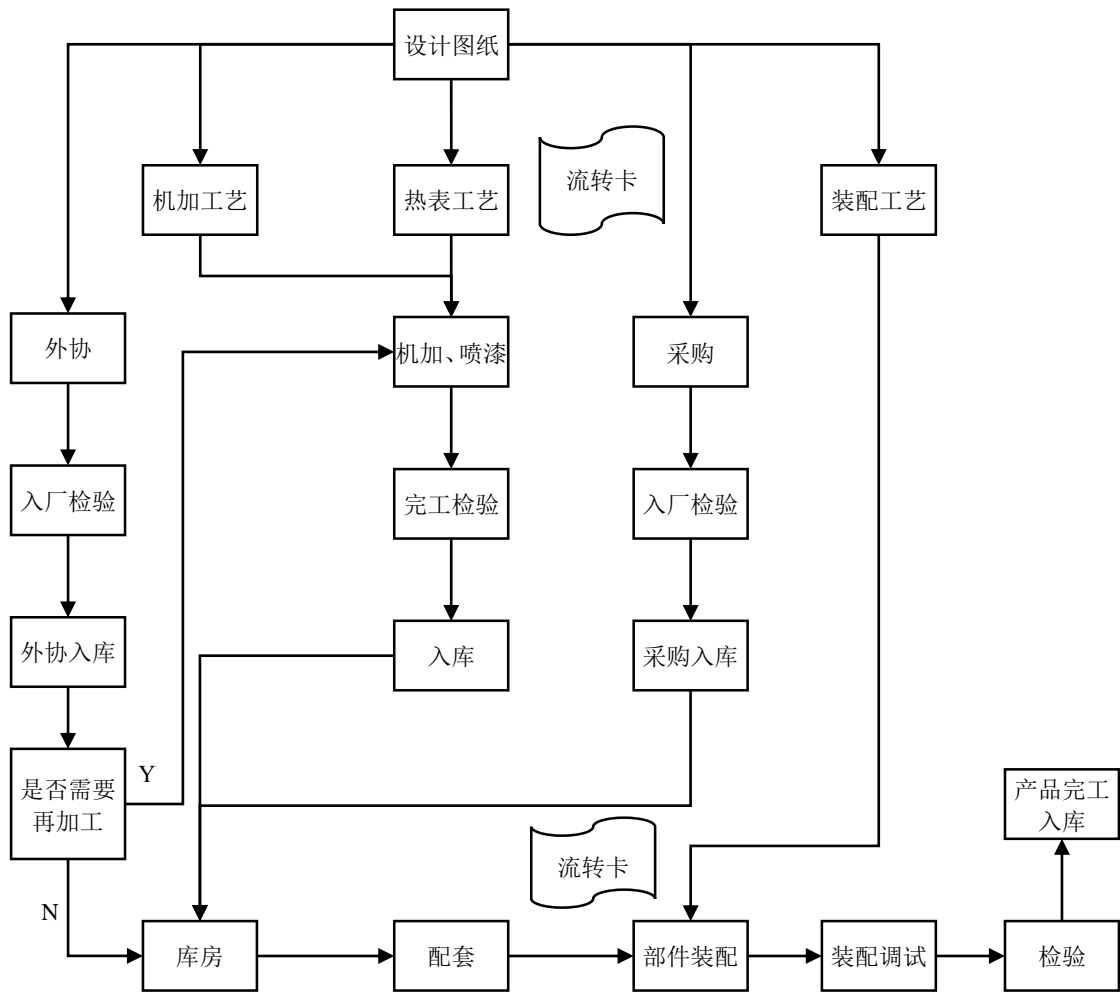 设计图纸
机加工艺
热表工艺
流转卡
装配工艺
外协
机加、喷漆
采购
入厂检验
完工检验
入厂检验
外协入库
入库
采购入库
是否需要
再加工
Y
产品完工
入库
流转卡
N
库房
配套
部件装配
装配调试
检验